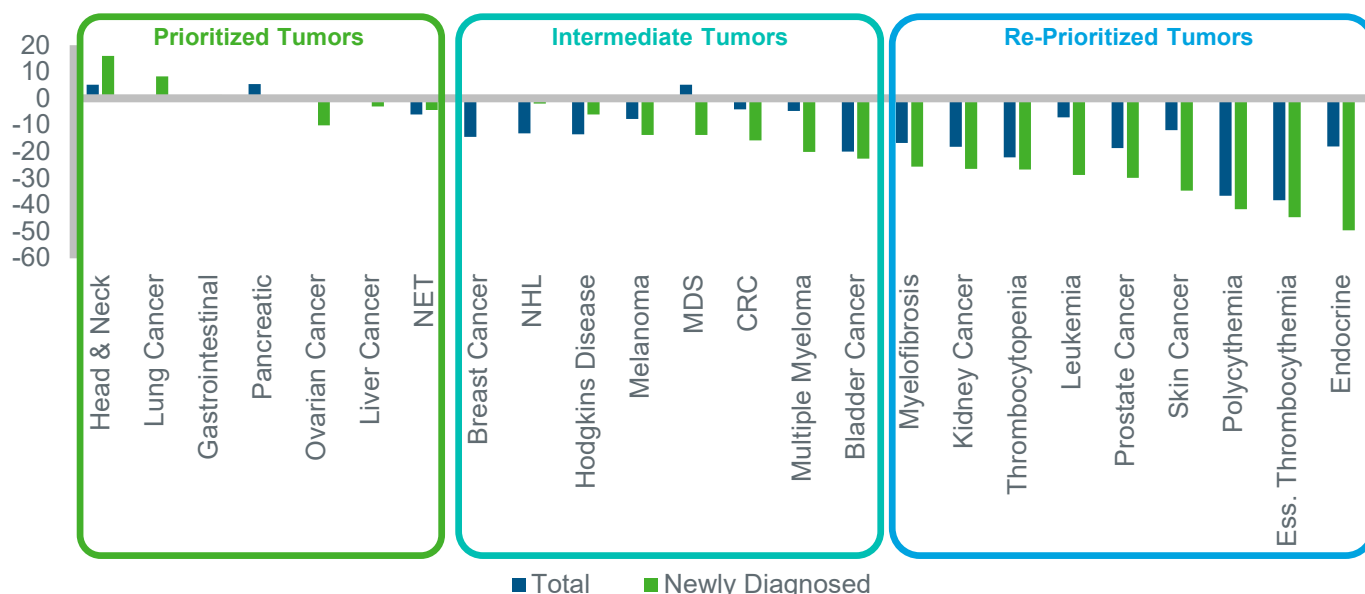 Prioritized Tumors
Intermediate Tumors
Re-Prioritized Tumors
20
10
0
-10
-20
-30
-40
-50
-60
Head & Neck
Lung Cancer
Gastrointestinal
Pancreatic
Ovarian Cancer
Liver Cancer
NET
Breast Cancer
NHL
Hodgkins Disease
Melanoma
MDS
CRC
Multiple Myeloma
Bladder Cancer
Myelofibrosis
Kidney Cancer
Thrombocytopenia
Leukemia
Prostate Cancer
Skin Cancer
Polycythemia
Ess. Thrombocythemia
Endocrine
Total
Newly Diagnosed